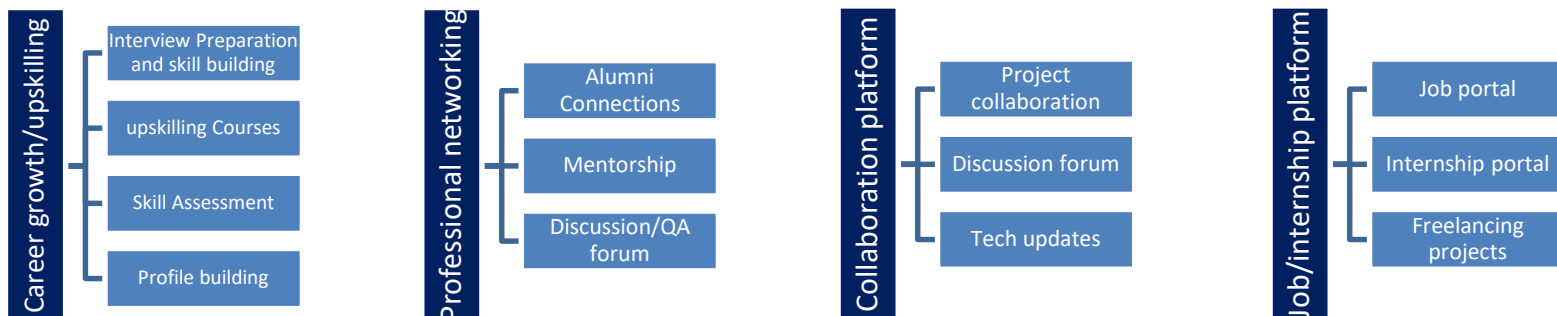 Career growth/upskilling
Interview Preparation
and skill building
upskilling Courses
Skill Assessment
Profile building
Professional networking
Alumni
Connections
Mentorship
Discussion/QA
forum
Collaboration platform
Project
collaboration
Discussion forum
Tech updates
Job/internship platform
Job portal
Internship portal
Freelancing
projects